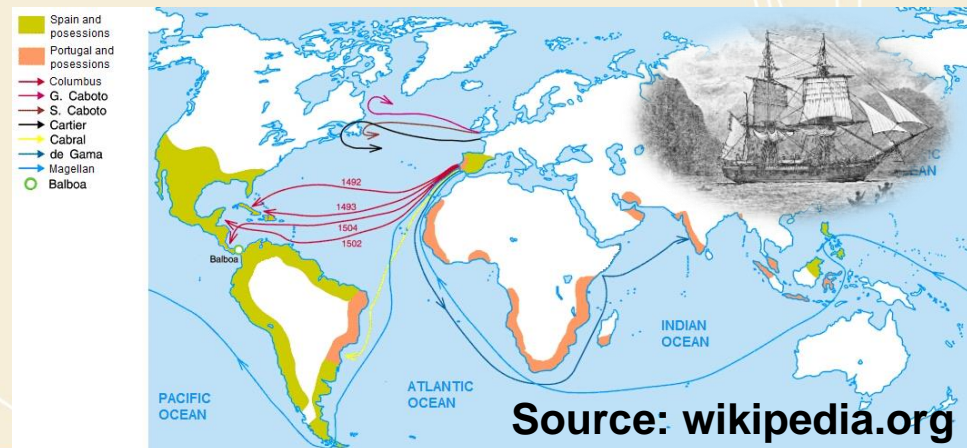 Spain and
posessions
Portugal and
posessions
Columbus
G. Caboto
S. Caboto
Cartier
Cabral
de Gama
Magellan
Balboa
1492
1493
1504
1502
Balboa
PACIFIC
OCEAN
ATLANTIC
OCEAN
INDIAN
OCEAN
EAN
Source: wikipedia.org